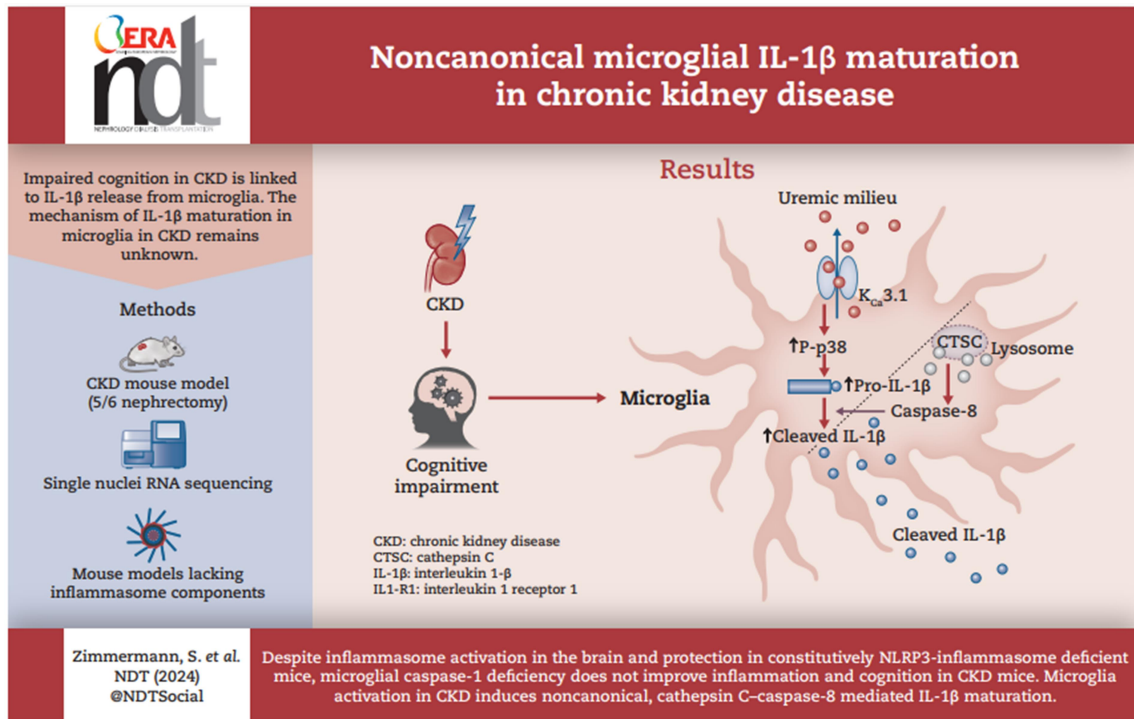 ERA
ndt
NEPHROLOGY DIALYSIS TRANSPLANTATION
Noncanonical microglial IL-1β maturation
in chronic kidney disease
Impaired cognition in CKD is linked
to IL-1β release from microglia. The
mechanism of IL-1β maturation in
microglia in CKD remains
unknown.
Methods
CKD mouse model
(5/6 nephrectomy)
Single nuclei RNA sequencing
Mouse models lacking
inflammasome components
Results
CKD
Cognitive
impairment
Microglia
Uremic milieu
K_Ca3.1
↑P-p38
↑Pro-IL-1β
↑Cleaved IL-1β
CTSC
Lysosome
Caspase-8
Cleaved IL-1β
CKD: chronic kidney disease
CTSC: cathepsin C
IL-1β: interleukin 1-β
IL1-R1: interleukin 1 receptor 1
Zimmermann, S. et al.
NDT (2024)
@NDTSocial
Despite inflammasome activation in the brain and protection in constitutively NLRP3-inflammasome deficient
mice, microglial caspase-1 deficiency does not improve inflammation and cognition in CKD mice. Microglia
activation in CKD induces noncanonical, cathepsin C–caspase-8 mediated IL-1β maturation.